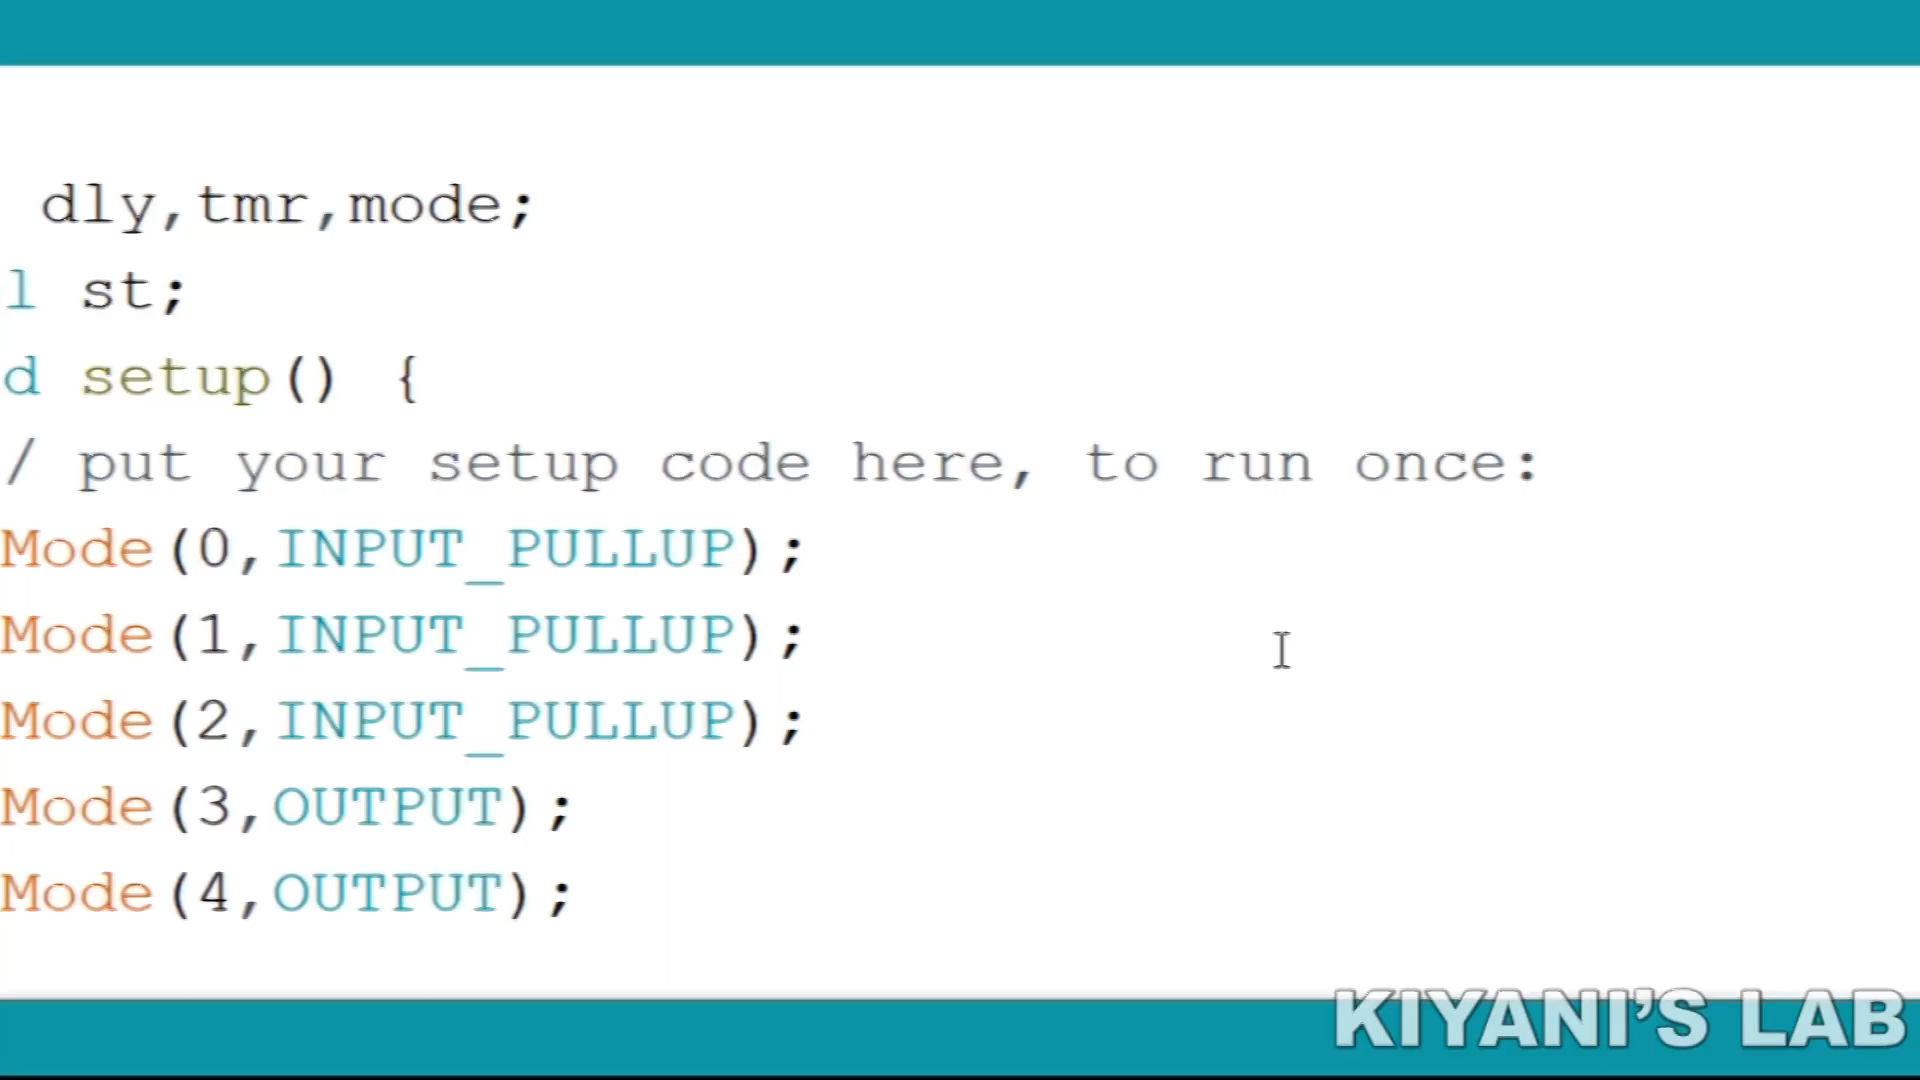 dly,tmr,mode;
l st;
d setup() {
/ put your setup code here, to run once:
Mode(0,INPUT_PULLUP);
Mode(1,INPUT_PULLUP);
Mode(2,INPUT_PULLUP);
Mode(3,OUTPUT);
Mode(4,OUTPUT);
KIYANI'S LAB